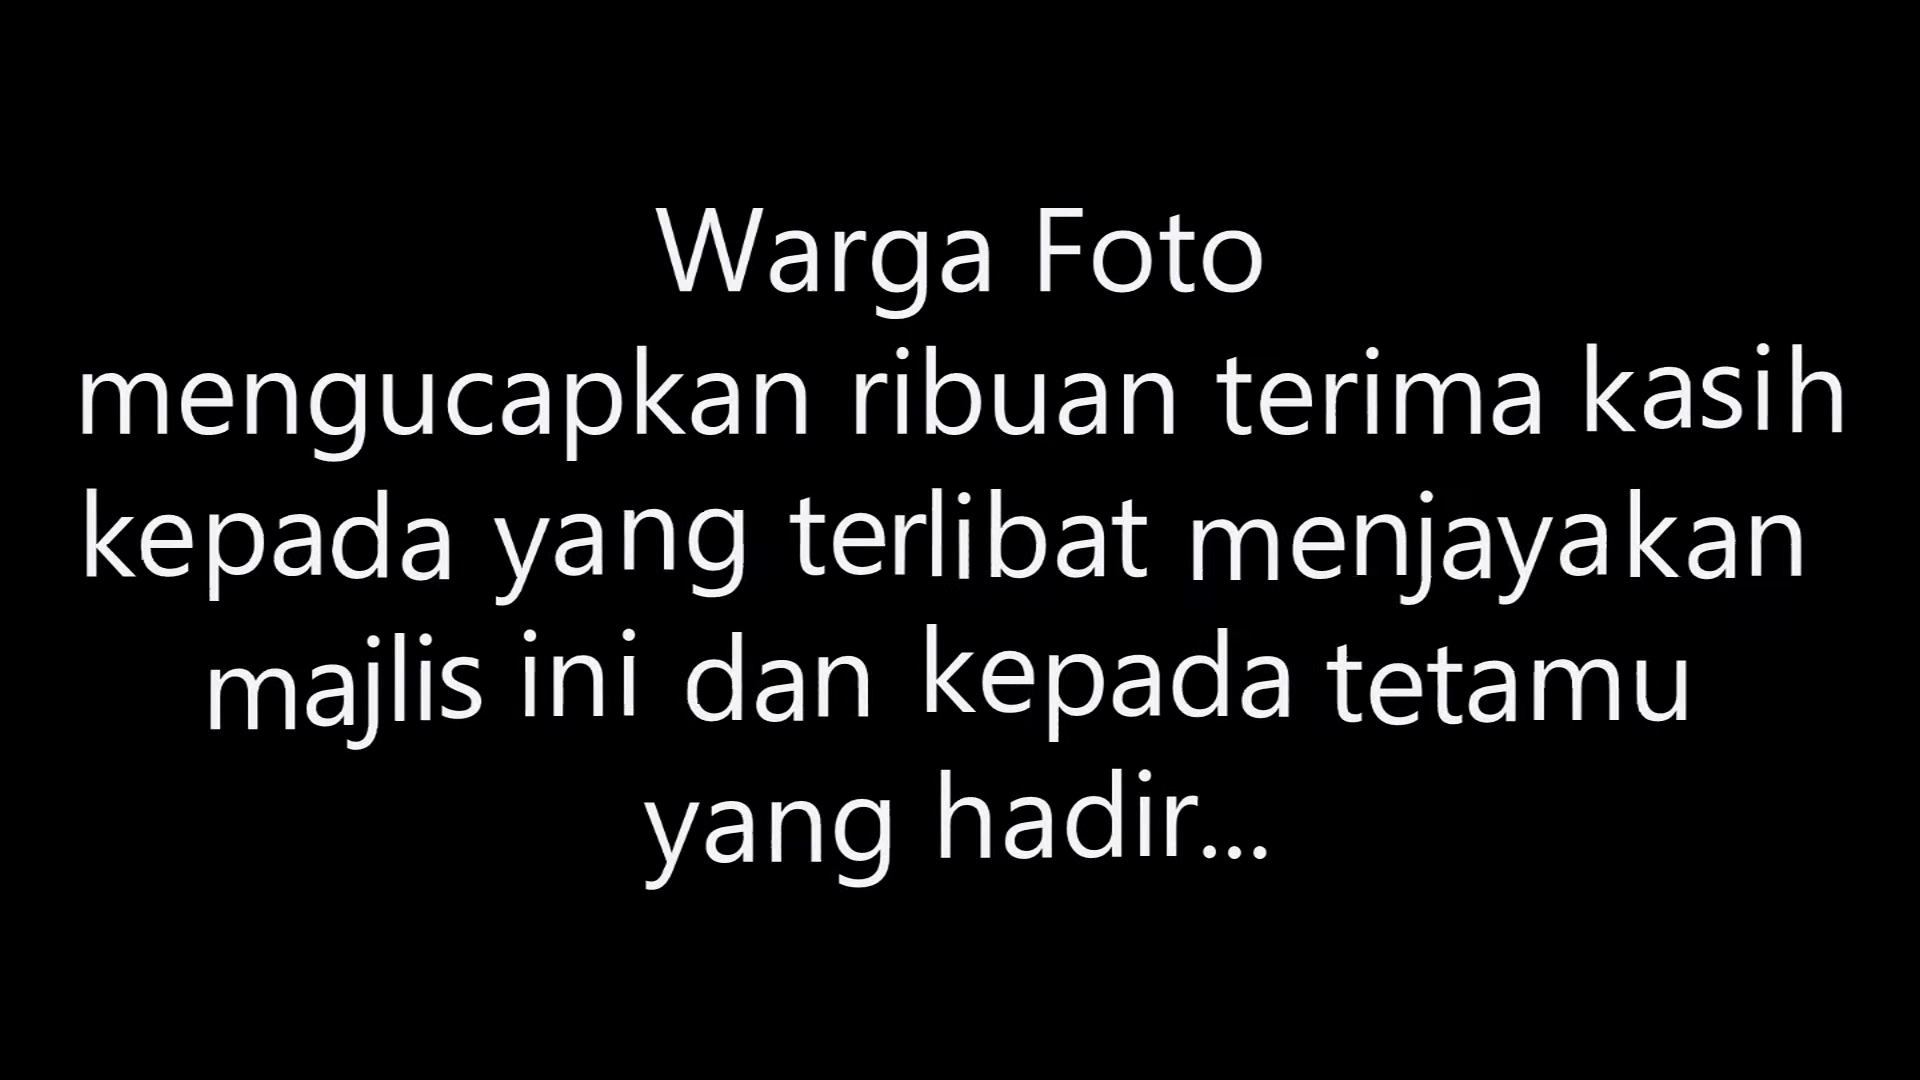 Warga Foto
mengucapkan ribuan terima kasih
kepada yang terlibat menjayakan
majlis ini dan kepada tetamu
yang hadir...